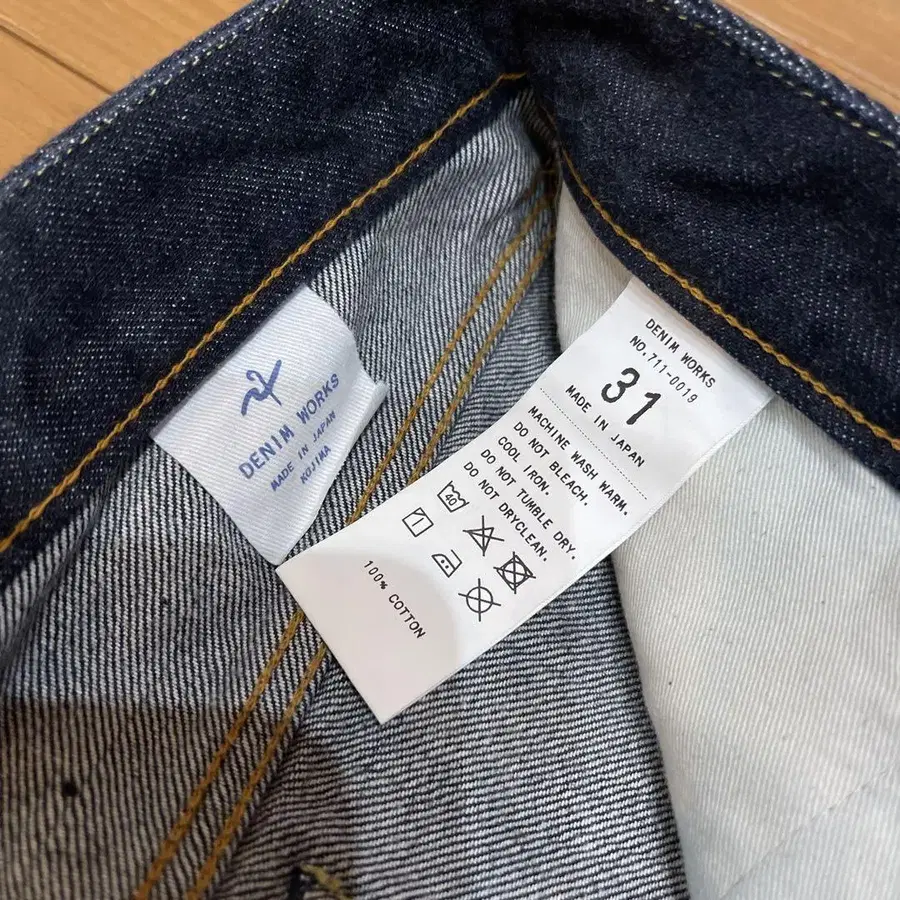 DENIM WORKS
MADE IN JAPAN
KOJIMA
DENIM WORKS
NO.711-0019
31
MADE IN JAPAN
MACHINE WASH WARM.
DO NOT BLEACH.
COOL IRON.
DO NOT TUMBLE DRY.
DO NOT DRYCLEAN.
40
100% COTTON